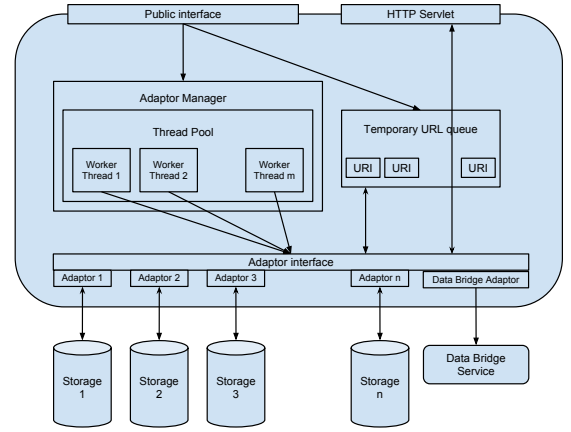 Public interface
HTTP Servlet
Adaptor Manager
Thread Pool
Worker
Thread 1
Worker
Thread 2
Worker
Thread m
Temporary URL queue
URI
URI
URI
Adaptor interface
Adaptor 1
Adaptor 2
Adaptor 3
Adaptor n
Data Bridge Adaptor
Storage
1
Storage
2
Storage
3
Storage
n
Data Bridge
Service